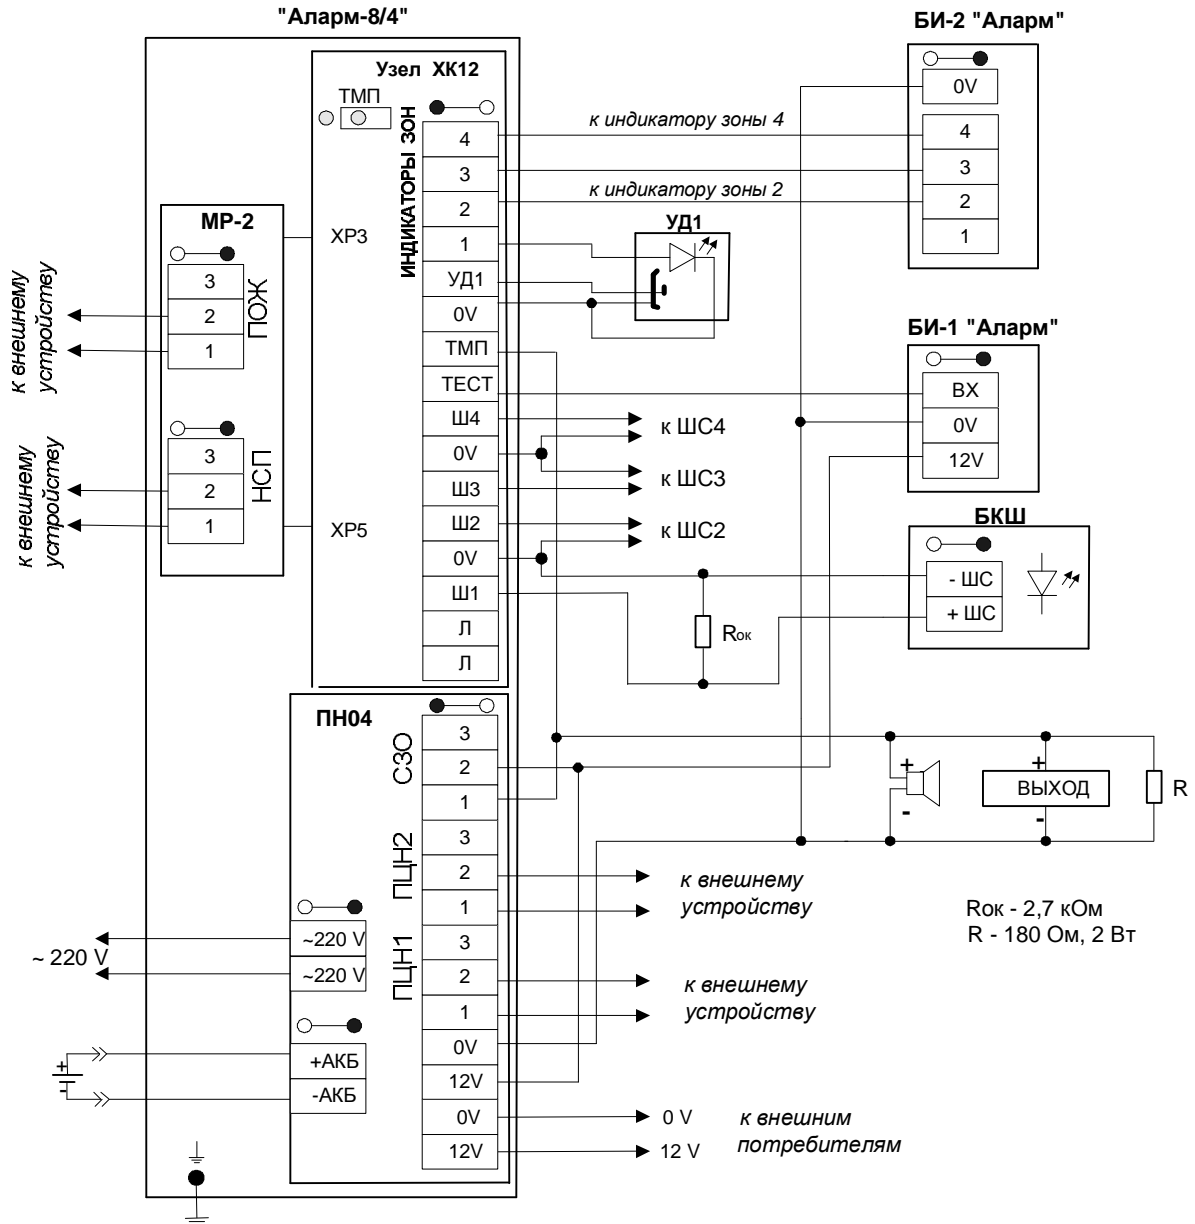 "Аларм-8/4"
БИ-2 "Аларм"
Узел ХК12
ТМП
ИНДИКАТОРЫ ЗОН
4
3
2
1
УД1
0V
ТМП
ТЕСТ
Ш4
0V
Ш3
Ш2
0V
Ш1
Л
Л
ХР3
ХР5
МР-2
3
2
1
ПОЖ
3
2
1
НСП
к внешнему
устройству
к внешнему
устройству
к индикатору зоны 4
к индикатору зоны 2
0V
4
3
2
1
УД1
БИ-1 "Аларм"
ВХ
0V
12V
к ШС4
к ШС3
к ШС2
БКШ
- ШС
+ ШС
Rок
ПН04
СЗО
3
2
1
ПЦН2
3
2
1
ПЦН1
3
2
1
0V
12V
0V
12V
~220 V
~220 V
~ 220 V
+АКБ
-АКБ
+
-
+
-
+
ВЫХОД
-
R
к внешнему
устройству
к внешнему
устройству
Rок - 2,7 кОм
R - 180 Ом, 2 Вт
0 V
12 V
к внешним
потребителям